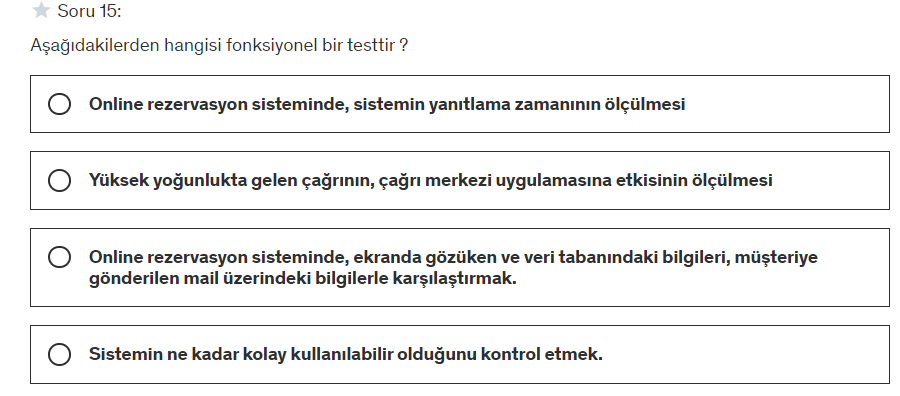 Soru 15:
Aşağıdakilerden hangisi fonksiyonel bir testtir ?
Online rezervasyon sisteminde, sistemin yanıtlama zamanının ölçülmesi
Yüksek yoğunlukta gelen çağrının, çağrı merkezi uygulamasına etkisinin ölçülmesi
Online rezervasyon sisteminde, ekranda gözüken ve veri tabanındaki bilgileri, müşteriye
gönderilen mail üzerindeki bilgilerle karşılaştırmak.
Sistemin ne kadar kolay kullanılabilir olduğunu kontrol etmek.